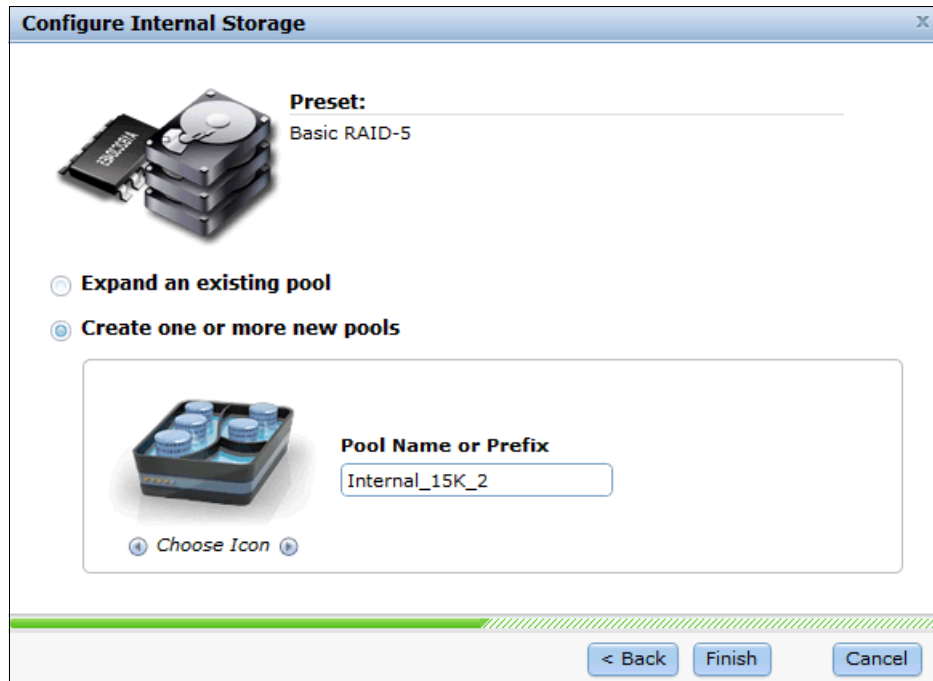 Configure Internal Storage
x
Preset:
Basic RAID-5
Expand an existing pool
Create one or more new pools
Pool Name or Prefix
Internal_15K_2
Choose Icon
< Back
Finish
Cancel